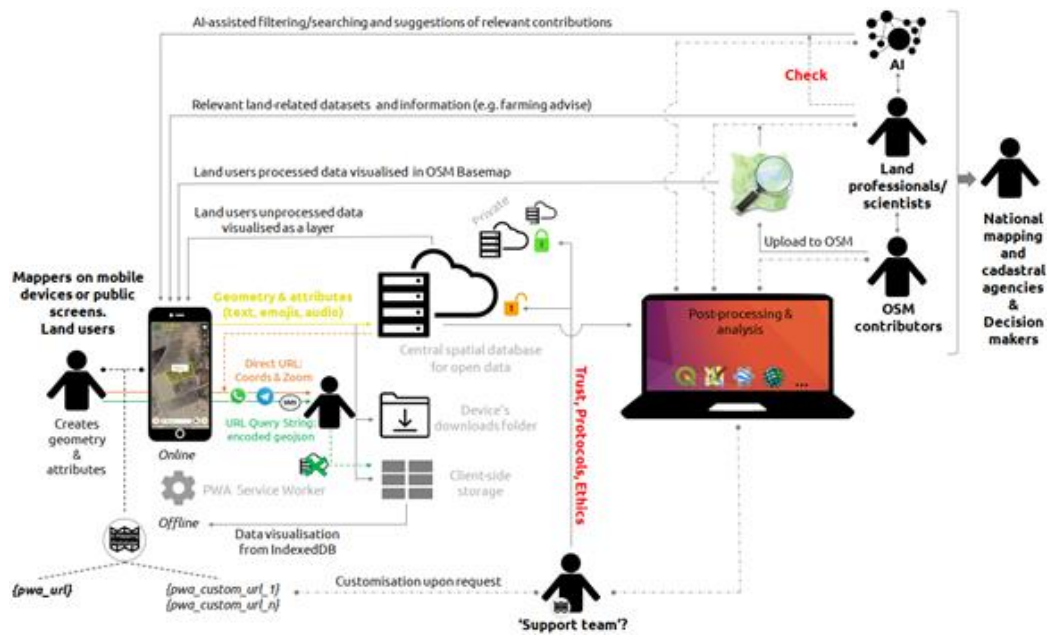 AI-assisted filtering/searching and suggestions of relevant contributions
AI
Check
Relevant land-related datasets and information (e.g. farming advise)
Land
professionals/
scientists
Land users processed data visualised in OSM Basemap
Private
Land users unprocessed data
visualised as a layer
Upload to OSM
National
mapping
and
cadastral
agencies
&
Decision
makers
OSM
contributors
Mappers on mobile
devices or public
screens.
Land users
Geometry & attributes
(text, emojis, audio)
Post-processing &
analysis
...
Central spatial database
for open data
Direct URL:
Coords & Zoom
SMS
URL Query String:
encoded geojson
Device's
downloads folder
Trust, Protocols, Ethics
Creates
geometry
&
attributes
Online
PWA Service Worker
Client-side
storage
Offline
Data visualisation
from IndexedDB
{pwa_url}
{pwa_custom_url_1}
{pwa_custom_url_n}
Customisation upon request
'Support team'?